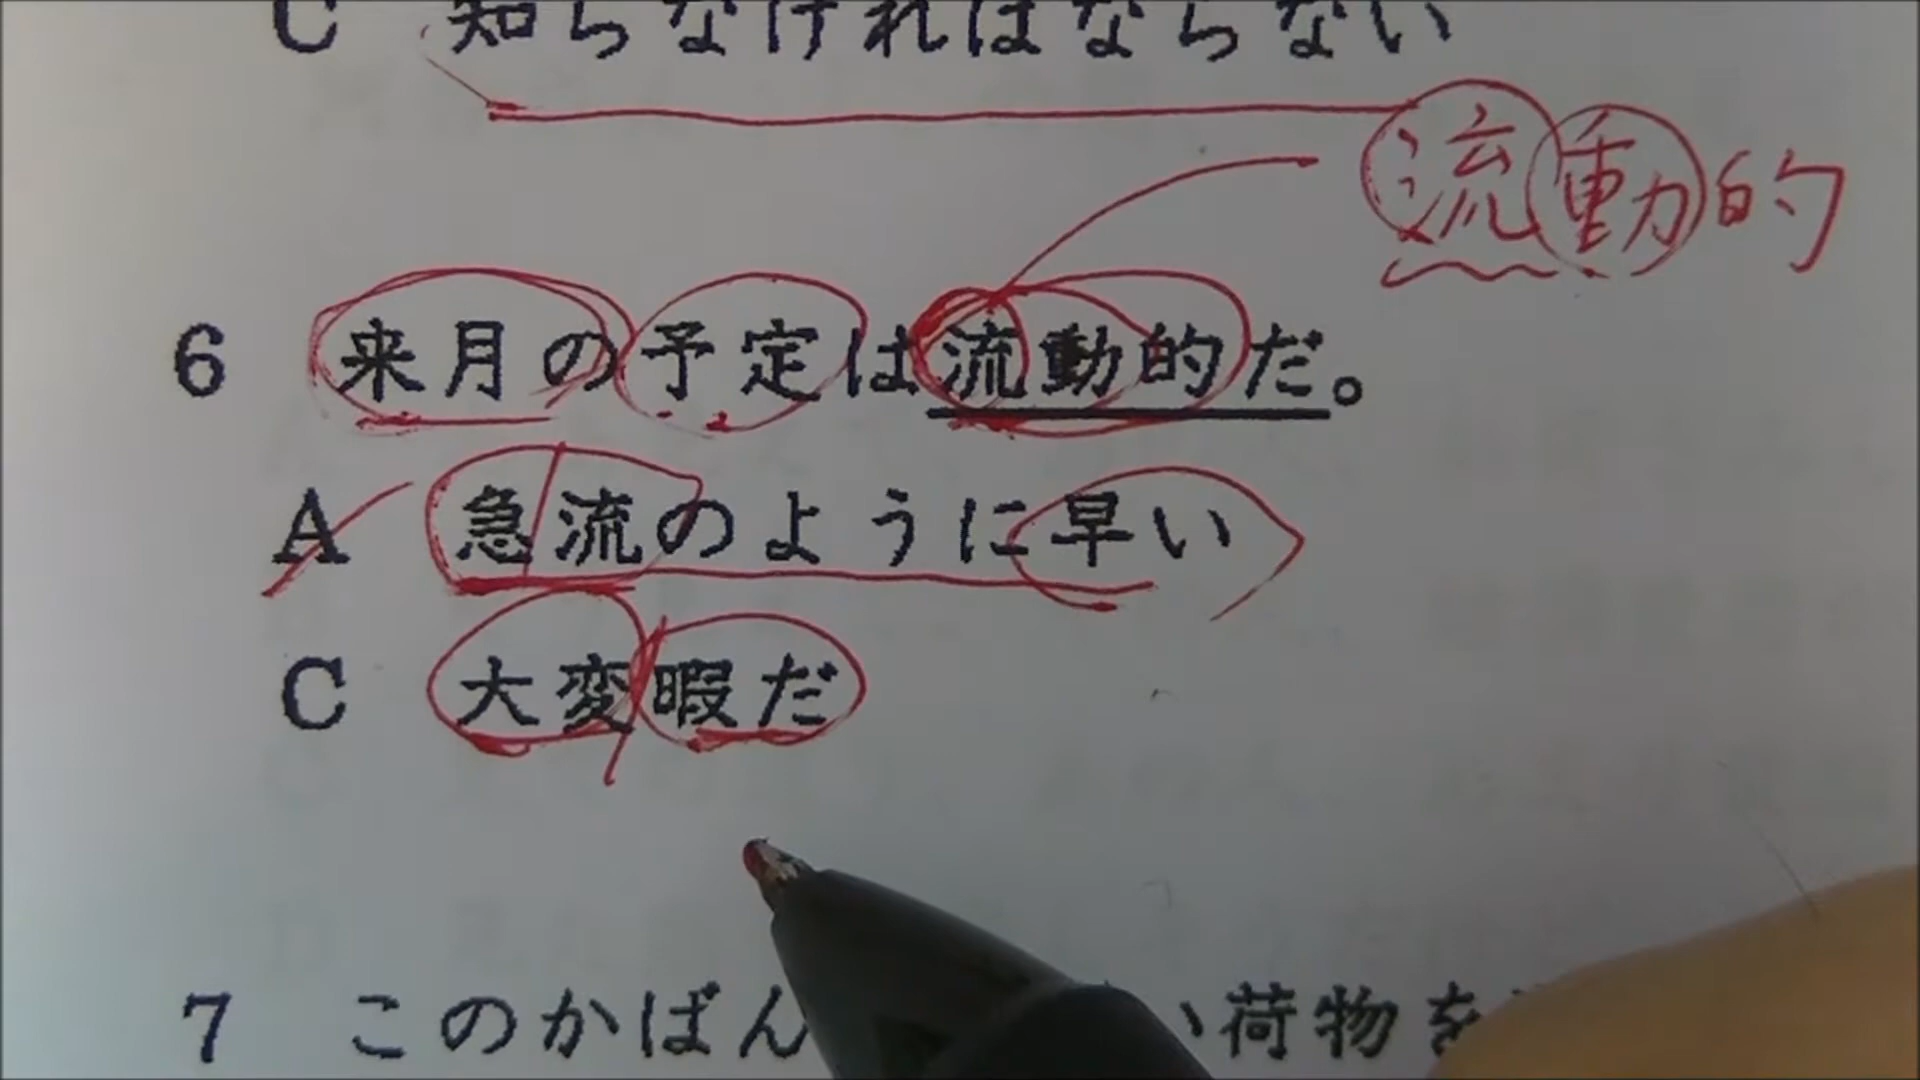 C 知らなければならない
流動的
6 来月の予定は流動的だ。
A 急流のように早い
C 大変暇だ
7 このかばん い荷物を